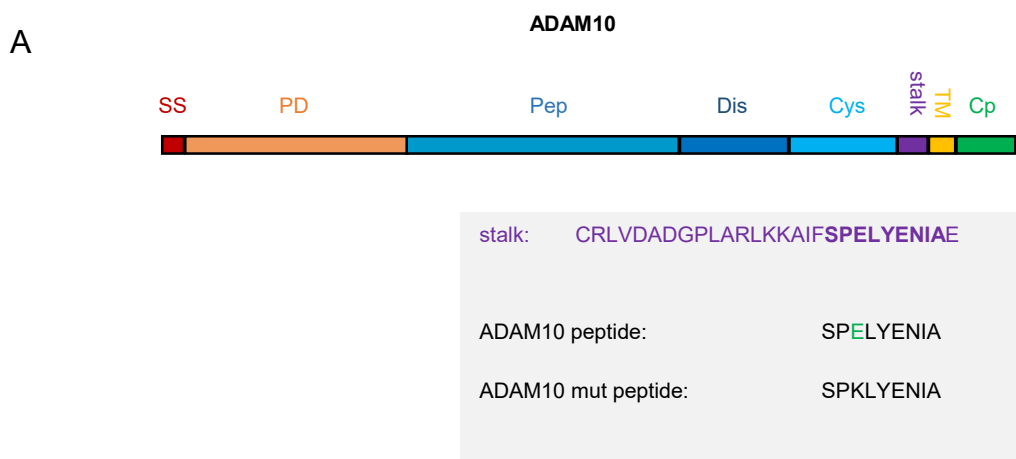 ADAM10
A
SS PD Pep Dis Cys stalk TM Cp
stalk: CRLVDADGPLARLKKAIFSPELYENIAE
ADAM10 peptide: SPELYENIA
ADAM10 mut peptide: SPKLYENIA